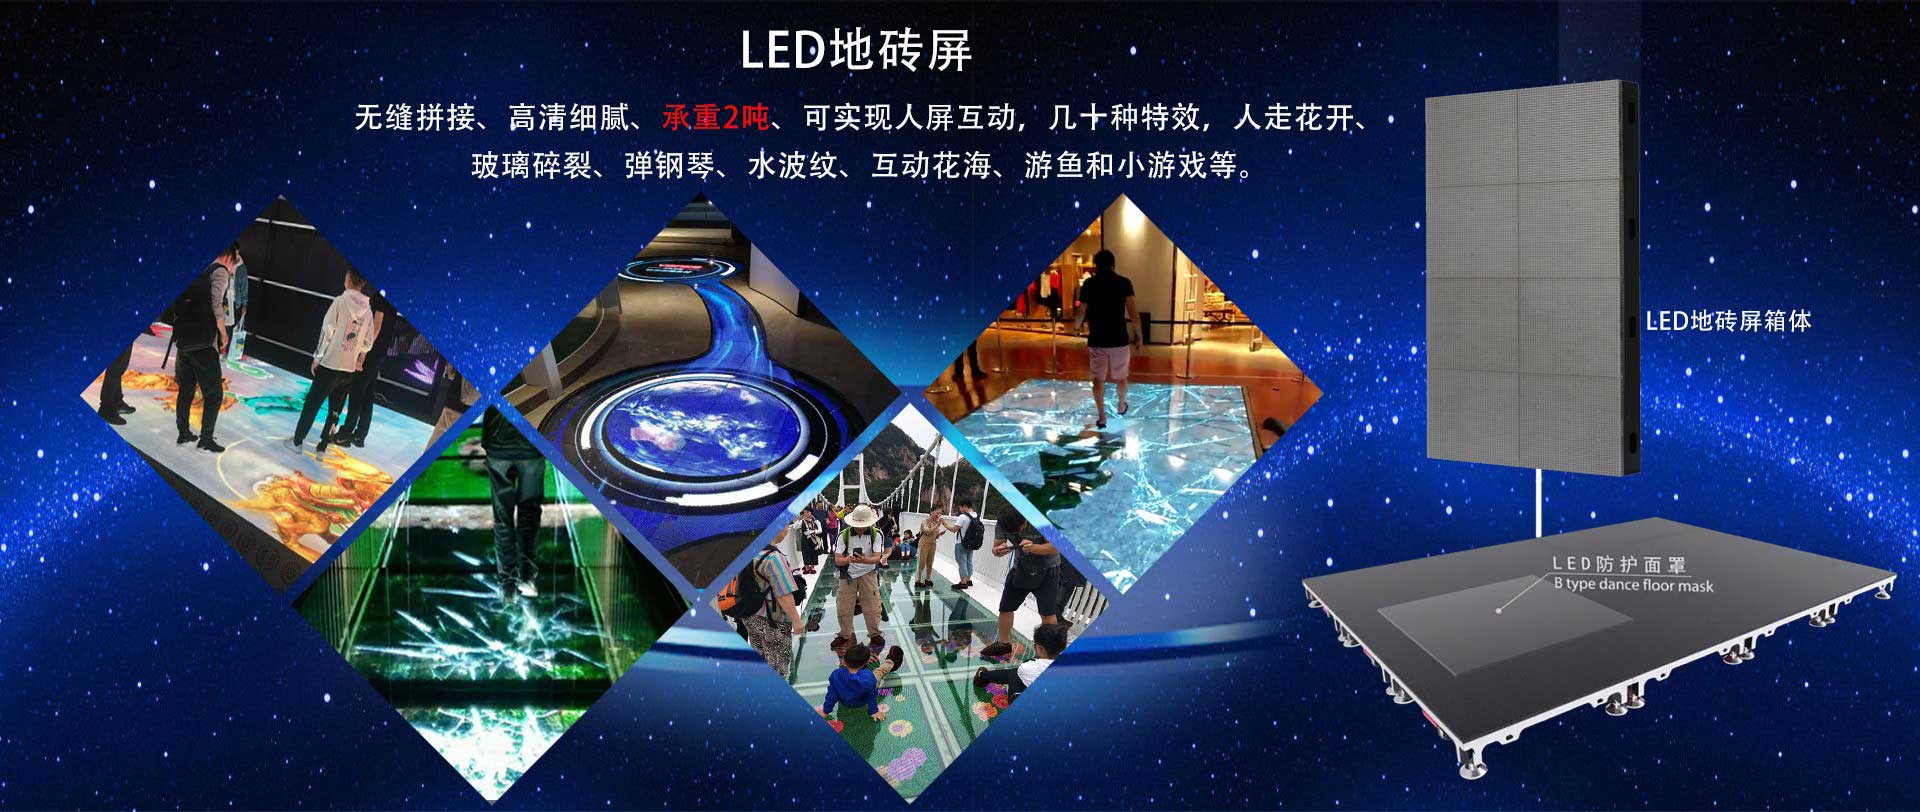 LED地砖屏
无缝拼接、高清细腻、承重2吨、可实现人屏互动，几十种特效，人走花开、
玻璃碎裂、弹钢琴、水波纹、互动花海、游鱼和小游戏等。
LED地砖屏箱体
LED防护面罩
B type dance floor mask